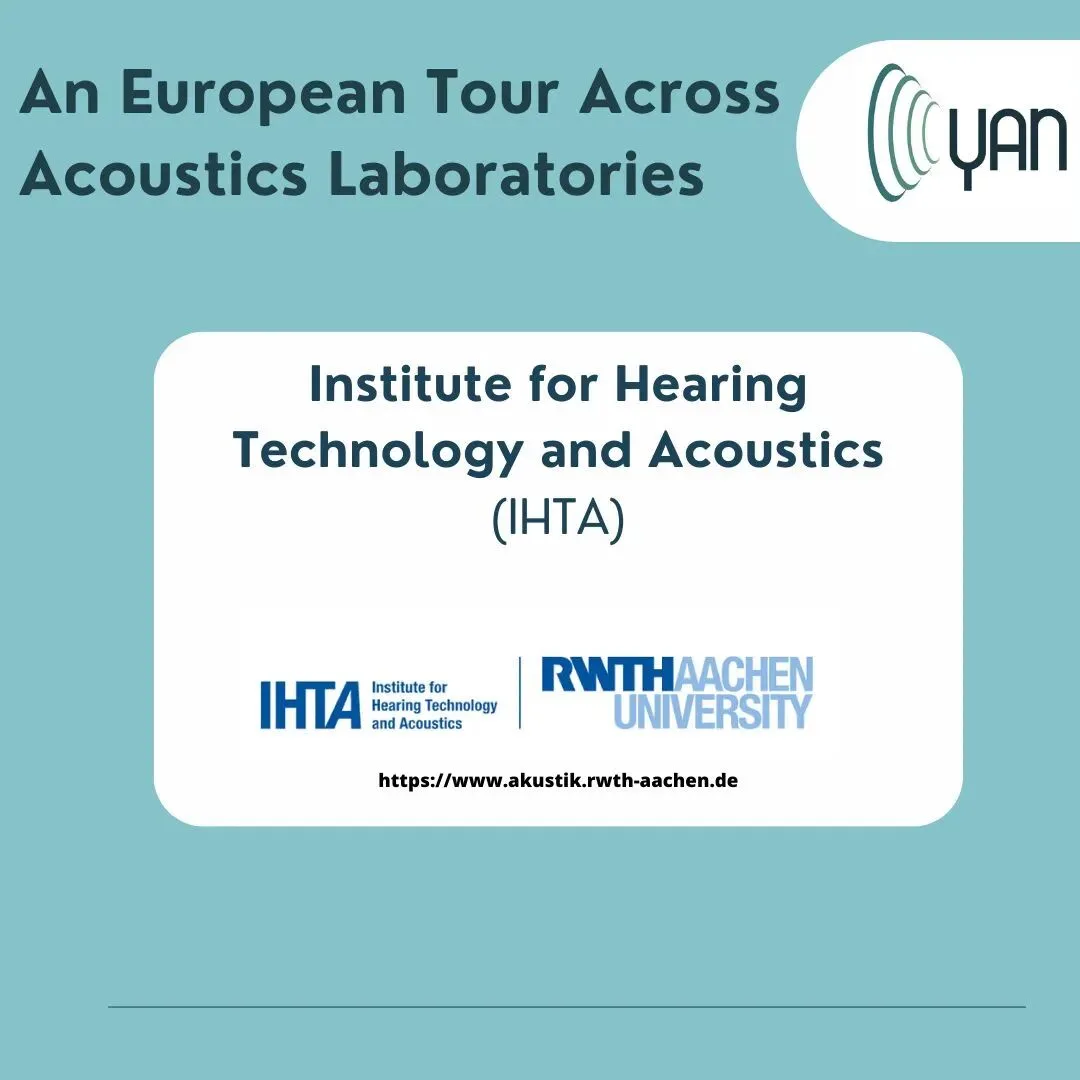 An European Tour Across
Acoustics Laboratories
YAN
Institute for Hearing
Technology and Acoustics
(IHTA)
IHTA
Institute for
Hearing Technology
and Acoustics
RWTHAACHEN
UNIVERSITY
https://www.akustik.rwth-aachen.de